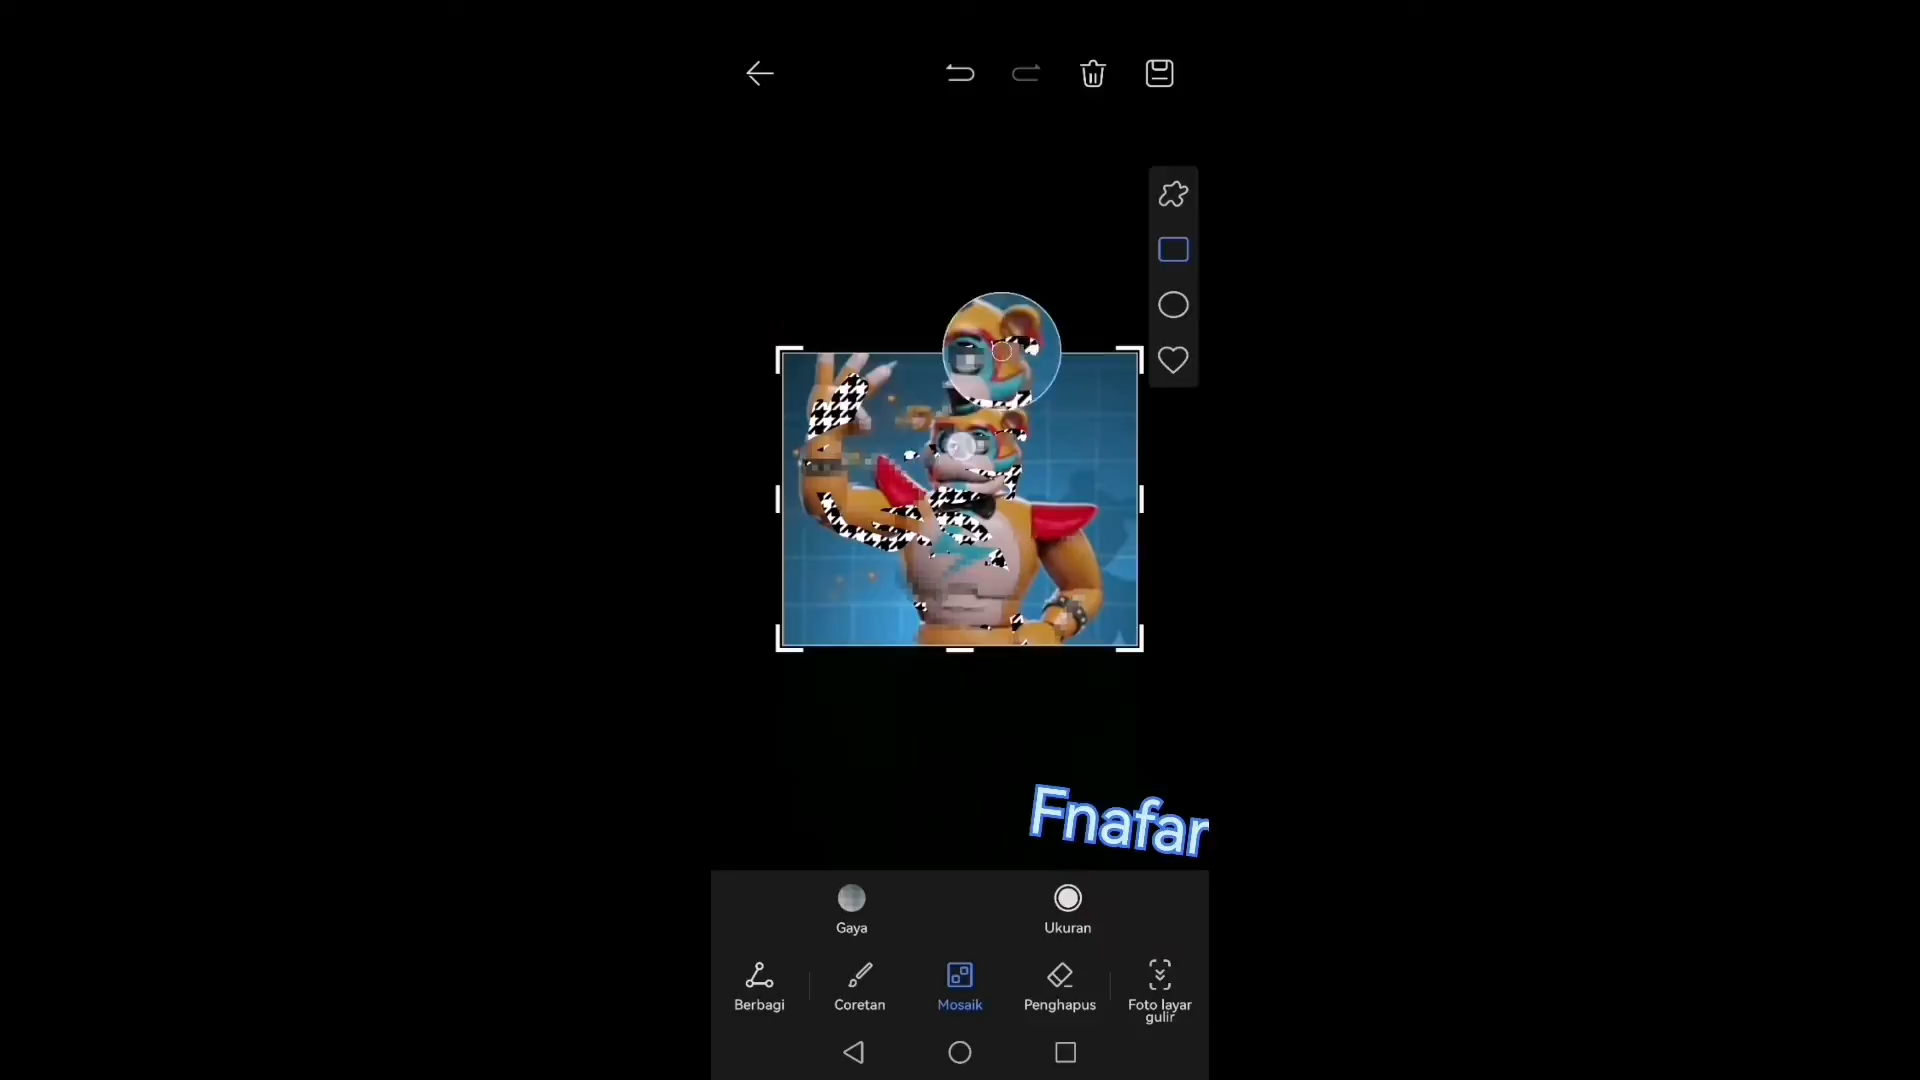 Fnafar
Gaya
Ukuran
Berbagi
Coretan
Mosaik
Penghapus
Foto layar
gulir